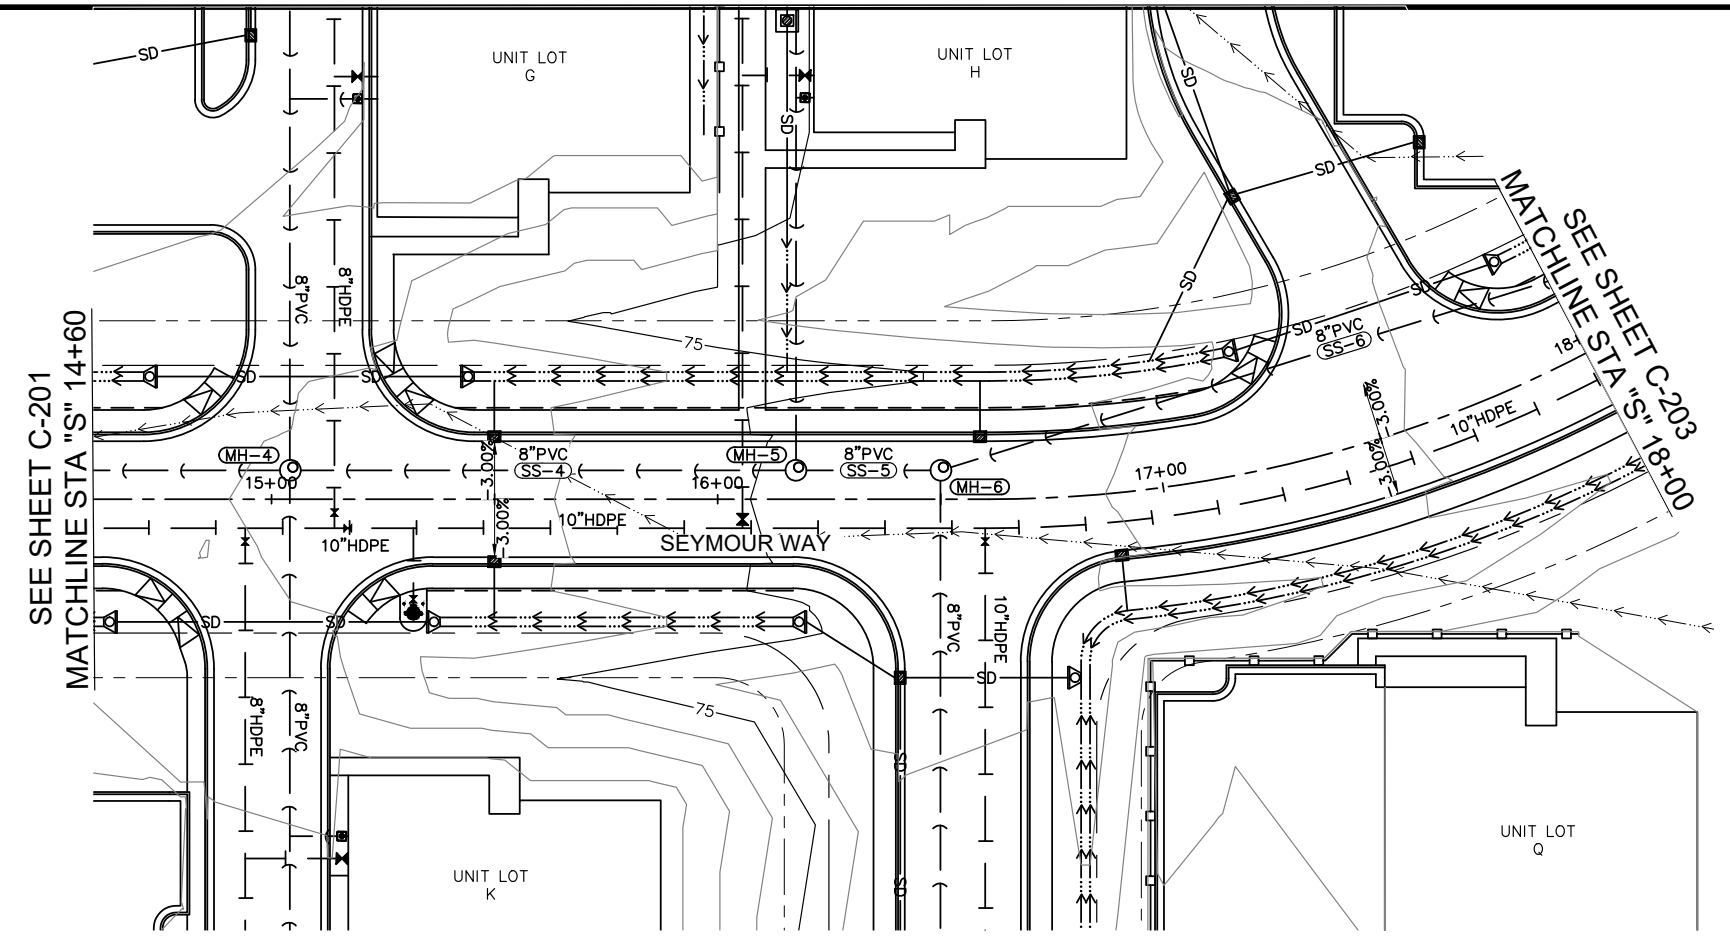 SD
UNIT LOT
G
UNIT LOT
H
SD
SD
SD
8"PVC
8"HDPE
SD
SD
75
SD
8"PVC
SS-6
18+
MATCHLINE STA "S" 18+00
SEE SHEET C-203
SEE SHEET C-201
MATCHLINE STA "S" 14+60
SD
SD
-3.00%
-3.00%
10"HDPE
MH-4
15+00
8"PVC
SS-4
-3.00%
-3.00%
MH-5
16+00
8"PVC
SS-5
MH-6
17+00
10"HDPE
10"HDPE
SEYMOUR WAY
SD
SD
8"PVC
10"HDPE
SD
75
8"HDPE
8"PVC
SD
SD
UNIT LOT
K
UNIT LOT
Q